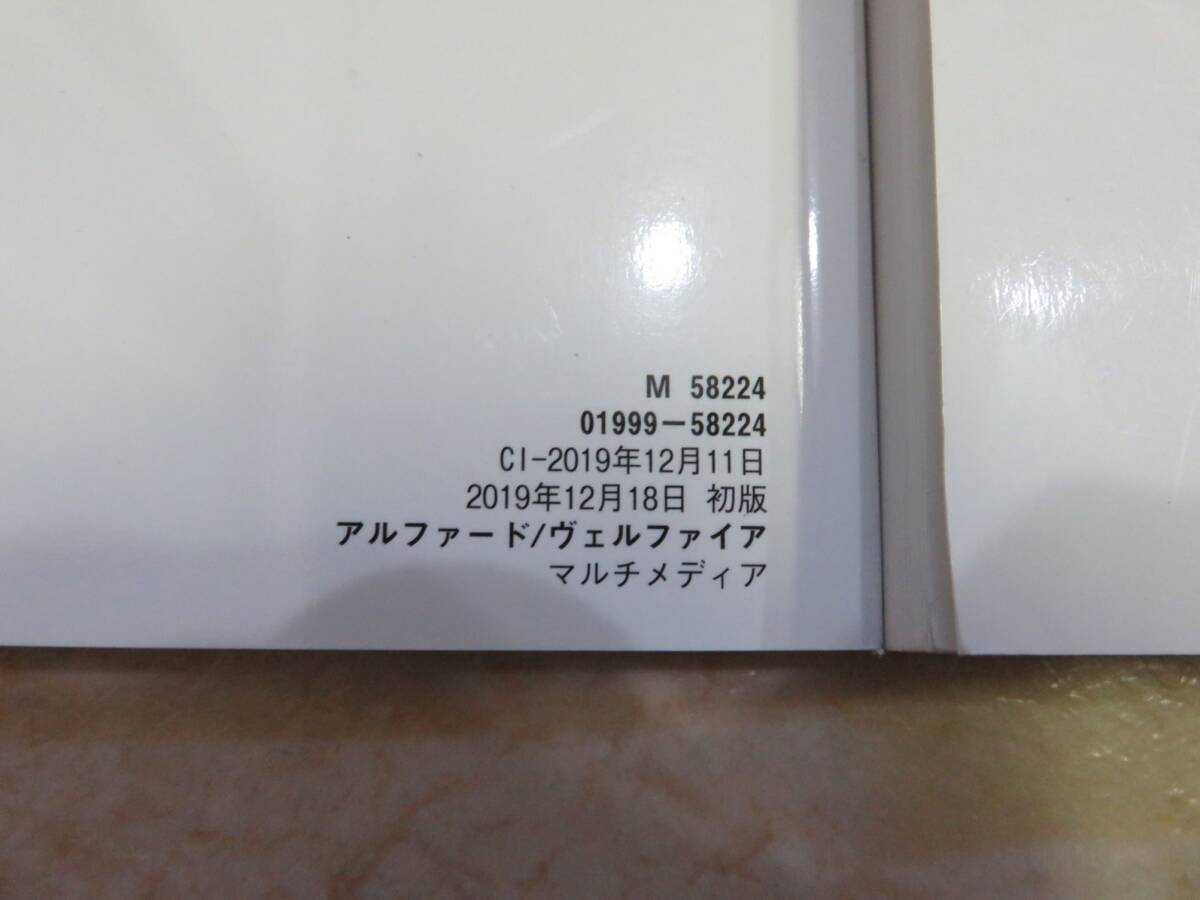 M 58224
01999-58224
CI-2019年12月11日
2019年12月18日 初版
アルファード/ヴェルファイア
マルチメディア